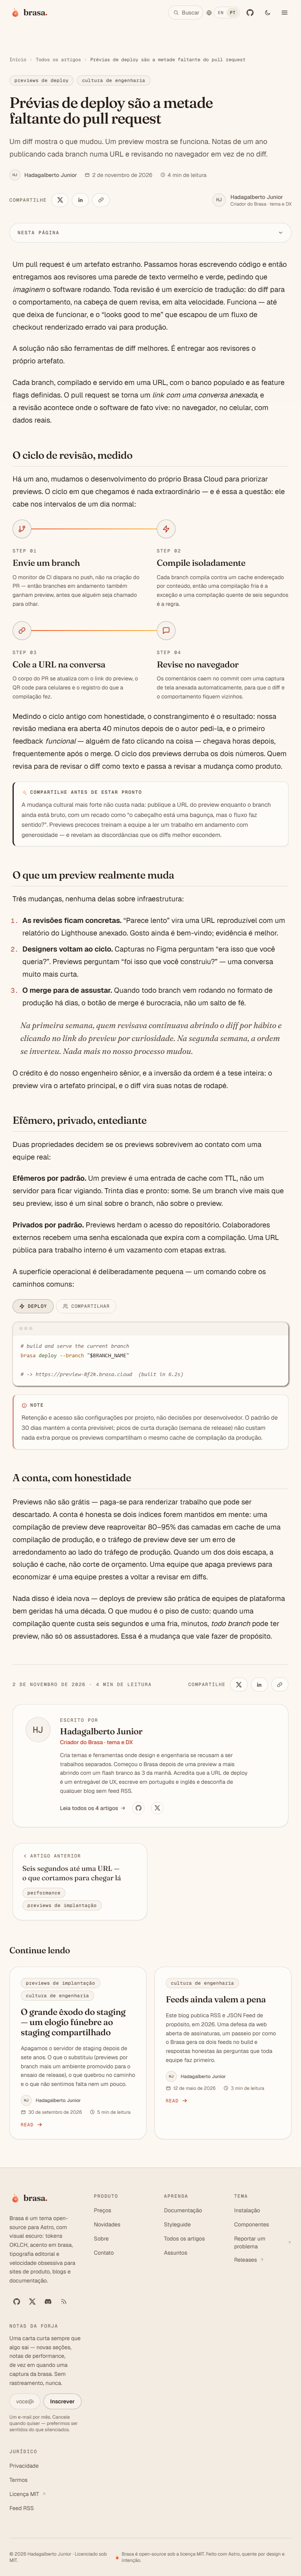 brasa.
Buscar
EN
PT
Início › Todos os artigos › Prévias de deploy são a metade faltante do pull request
previews de deploy
cultura de engenharia
Prévias de deploy são a metade
faltante do pull request
Um diff mostra o que mudou. Um preview mostra se funciona. Notas de um ano
publicando cada branch numa URL e revisando no navegador em vez de no diff.
HJ Hadagalberto Junior 2 de novembro de 2026 4 min de leitura
COMPARTILHE
HJ Hadagalberto Junior
Criador do Brasa · tema e DX
NESTA PÁGINA
Um pull request é um artefato estranho. Passamos horas escrevendo código e então
entregamos aos revisores uma parede de texto vermelho e verde, pedindo que
imaginem o software rodando. Toda revisão é um exercício de tradução: do diff para
o comportamento, na cabeça de quem revisa, em alta velocidade. Funciona — até
que deixa de funcionar, e o “looks good to me” que escapou de um fluxo de
checkout renderizado errado vai para produção.
A solução não são ferramentas de diff melhores. É entregar aos revisores o
próprio artefato.
Cada branch, compilado e servido em uma URL, com o banco populado e as feature
flags definidas. O pull request se torna um link com uma conversa anexada, e
a revisão acontece onde o software de fato vive: no navegador, no celular, com
dados reais.
O ciclo de revisão, medido
Há um ano, mudamos o desenvolvimento do próprio Brasa Cloud para priorizar
previews. O ciclo em que chegamos é nada extraordinário — e é essa a questão: ele
cabe nos intervalos de um dia normal:
STEP 01
Envie um branch
O monitor de CI dispara no push, não na criação do
PR — então branches em andamento também
ganham preview, antes que alguém seja chamado
para olhar.
STEP 02
Compile isoladamente
Cada branch compila contra um cache endereçado
por conteúdo, então uma compilação fria é a
exceção e uma compilação quente de seis segundos
é a regra.
STEP 03
Cole a URL na conversa
O corpo do PR se atualiza com o link do preview, o
QR code para celulares e o registro do que a
compilação fez.
STEP 04
Revise no navegador
Os comentários caem no commit com uma captura
de tela anexada automaticamente, para que o diff e
o comportamento fiquem vizinhos.
Medindo o ciclo antigo com honestidade, o constrangimento é o resultado: nossa
revisão mediana era aberta 40 minutos depois de o autor pedi-la, e o primeiro
feedback funcional — alguém de fato clicando na coisa — chegava horas depois,
frequentemente após o merge. O ciclo dos previews derruba os dois números. Quem
revisa para de revisar o diff como texto e passa a revisar a mudança como produto.
COMPARTILHE ANTES DE ESTAR PRONTO
A mudança cultural mais forte não custa nada: publique a URL do preview quando o branch
está bruto, com um recado como “o cabeçalho está uma bagunça, mas o fluxo faz
sentido?”. Previews precoces treinam a equipe a ler um trabalho em andamento com
generosidade — e revelam as discordâncias que os diffs melhor escondem.
O que um preview realmente muda
Três mudanças, nenhuma delas sobre infraestrutura:
1. As revisões ficam concretas. “Parece lento” vira uma URL reproduzível com um
relatório do Lighthouse anexado. Gosto ainda é bem-vindo; evidência é melhor.
2. Designers voltam ao ciclo. Capturas no Figma perguntam “era isso que você
queria?”. Previews perguntam “foi isso que você construiu?” — uma conversa
muito mais curta.
3. O merge para de assustar. Quando todo branch vem rodando no formato de
produção há dias, o botão de merge é burocracia, não um salto de fé.
Na primeira semana, quem revisava continuava abrindo o diff por hábito e
clicando no link do preview por curiosidade. Na segunda semana, a ordem
se inverteu. Nada mais no nosso processo mudou.
O crédito é do nosso engenheiro sênior, e a inversão da ordem é a tese inteira: o
preview vira o artefato principal, e o diff vira suas notas de rodapé.
Efêmero, privado, entediante
Duas propriedades decidem se os previews sobrevivem ao contato com uma
equipe real:
Efêmeros por padrão. Um preview é uma entrada de cache com TTL, não um
servidor para ficar vigiando. Trinta dias e pronto: some. Se um branch vive mais que
seu preview, isso é um sinal sobre o branch, não sobre o preview.
Privados por padrão. Previews herdam o acesso do repositório. Colaboradores
externos recebem uma senha escalonada que expira com a compilação. Uma URL
pública para trabalho interno é um vazamento com etapas extras.
A superfície operacional é deliberadamente pequena — um comando cobre os
caminhos comuns:
DEPLOY
COMPARTILHAR
# build and serve the current branch
brasa deploy --branch "$BRANCH_NAME"
# -> https://preview-8f2k.brasa.cloud (built in 6.2s)
NOTE
Retenção e acesso são configurações por projeto, não decisões de fornecedor. O padrão de
30 dias mantém a conta previsível; picos de curta duração (semana de release) não custam
nada extra porque os previews compartilham o mesmo cache de compilação da produção.
A conta, com honestidade
Previews não são grátis — paga-se para renderizar trabalho que pode ser
descartado. A conta é honesta se dois índices forem mantidos em mente: uma
compilação de preview deve reaproveitar 80–95% das camadas em cache de uma
compilação de produção, e o tráfego de preview deve ser um erro de
arredondamento ao lado do tráfego de produção. Quando um dos dois escapa, a
solução é cache, não corte de orçamento. Uma equipe que apaga previews para
economizar é uma equipe prestes a voltar a revisar em diffs.
Nada disso é ideia nova — deploys de preview são prática de equipes de plataforma
bem geridas há uma década. O que mudou é o piso de custo: quando uma
compilação quente custa seis segundos e uma fria, minutos, todo branch pode ter
preview, não só os assustadores. Essa é a mudança que vale fazer de propósito.
2 DE NOVEMBRO DE 2026 · 4 MIN DE LEITURA
COMPARTILHE
HJ
ESCRITO POR
Hadagalberto Junior
Criador do Brasa · tema e DX
Cria temas e ferramentas onde design e engenharia se recusam a ser
trabalhos separados. Começou o Brasa depois de uma preview a mais
abrindo com um flash branco às 3 da manhã. Acredita que a URL de deploy
é um entregável de UX, escreve em português e inglês e desconfia de
qualquer blog sem feed RSS.
Leia todos os 4 artigos →
‹ ARTIGO ANTERIOR
Seis segundos até uma URL —
o que cortamos para chegar lá
performance
previews de implantação
Continue lendo
previews de implantação
cultura de engenharia
O grande êxodo do staging
— um elogio fúnebre ao
staging compartilhado
Apagamos o servidor de staging depois de
sete anos. O que o substituiu (previews por
branch mais um ambiente promovido para o
ensaio de release), o que quebrou no caminho
e o que não sentimos falta nem um pouco.
HJ Hadagalberto Junior
30 de setembro de 2026 5 min de leitura
READ →
cultura de engenharia
Feeds ainda valem a pena
Este blog publica RSS e JSON Feed de
propósito, em 2026. Uma defesa da web
aberta de assinaturas, um passeio por como
o Brasa gera os dois feeds no build e
respostas honestas às perguntas que toda
equipe faz primeiro.
HJ Hadagalberto Junior
12 de maio de 2026 3 min de leitura
READ →
brasa.
Brasa é um tema open-
source para Astro, com
visual escuro: tokens
OKLCH, acento em brasa,
tipografia editorial e
velocidade obsessiva para
sites de produto, blogs e
documentação.
PRODUTO
Preços
Novidades
Sobre
Contato
APRENDA
Documentação
Styleguide
Todos os artigos
Assuntos
TEMA
Instalação
Componentes
Reportar um
problema
Releases
NOTAS DA FORJA
Uma carta curta sempre que
algo sai — novas seções,
notas de performance,
de vez em quando uma
captura da brasa. Sem
rastreamento, nunca.
voce@
Inscrever
Um e-mail por mês. Cancele
quando quiser — preferimos ser
sentidos do que silenciados.
JURÍDICO
Privacidade
Termos
Licença MIT
Feed RSS
© 2026 Hadagalberto Junior · Licenciado sob
MIT.
Brasa é open-source sob a licença MIT. Feito com Astro, quente por design e
intenção.